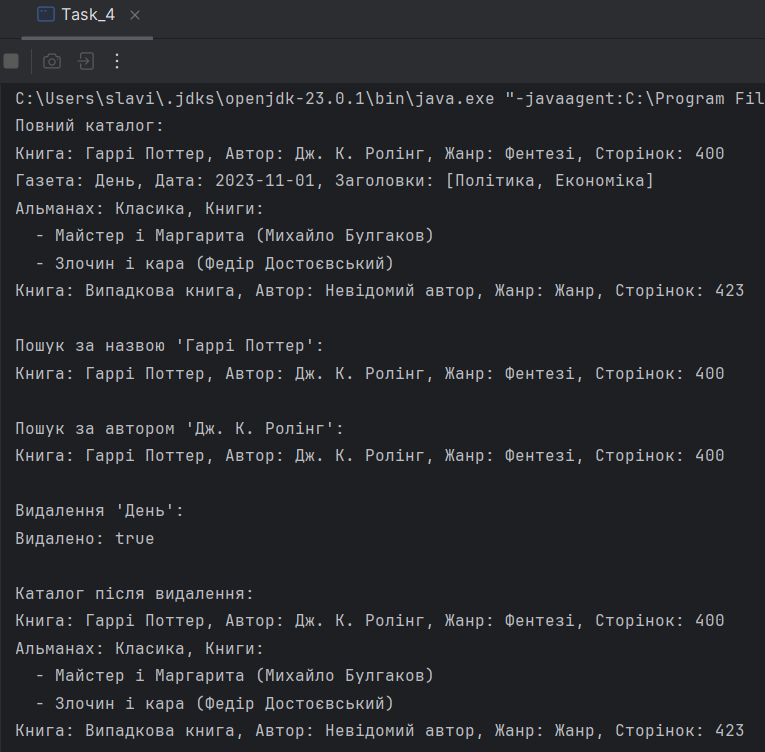 Task_4
C:\Users\slavi\.jdks\openjdk-23.0.1\bin\java.exe "-javaagent:C:\Program Fil
Повний каталог:
Книга: Гаррі Поттер, Автор: Дж. К. Ролінг, Жанр: Фентезі, Сторінок: 400
Газета: День, Дата: 2023-11-01, Заголовки: [Політика, Економіка]
Альманах: Класика, Книги:
- Майстер і Маргарита (Михайло Булгаков)
- Злочин і кара (Федір Достоєвський)
Книга: Випадкова книга, Автор: Невідомий автор, Жанр: Жанр, Сторінок: 423
Пошук за назвою 'Гаррі Поттер':
Книга: Гаррі Поттер, Автор: Дж. К. Ролінг, Жанр: Фентезі, Сторінок: 400
Пошук за автором 'Дж. К. Ролінг':
Книга: Гаррі Поттер, Автор: Дж. К. Ролінг, Жанр: Фентезі, Сторінок: 400
Видалення 'День':
Видалено: true
Каталог після видалення:
Книга: Гаррі Поттер, Автор: Дж. К. Ролінг, Жанр: Фентезі, Сторінок: 400
Альманах: Класика, Книги:
- Майстер і Маргарита (Михайло Булгаков)
- Злочин і кара (Федір Достоєвський)
Книга: Випадкова книга, Автор: Невідомий автор, Жанр: Жанр, Сторінок: 423